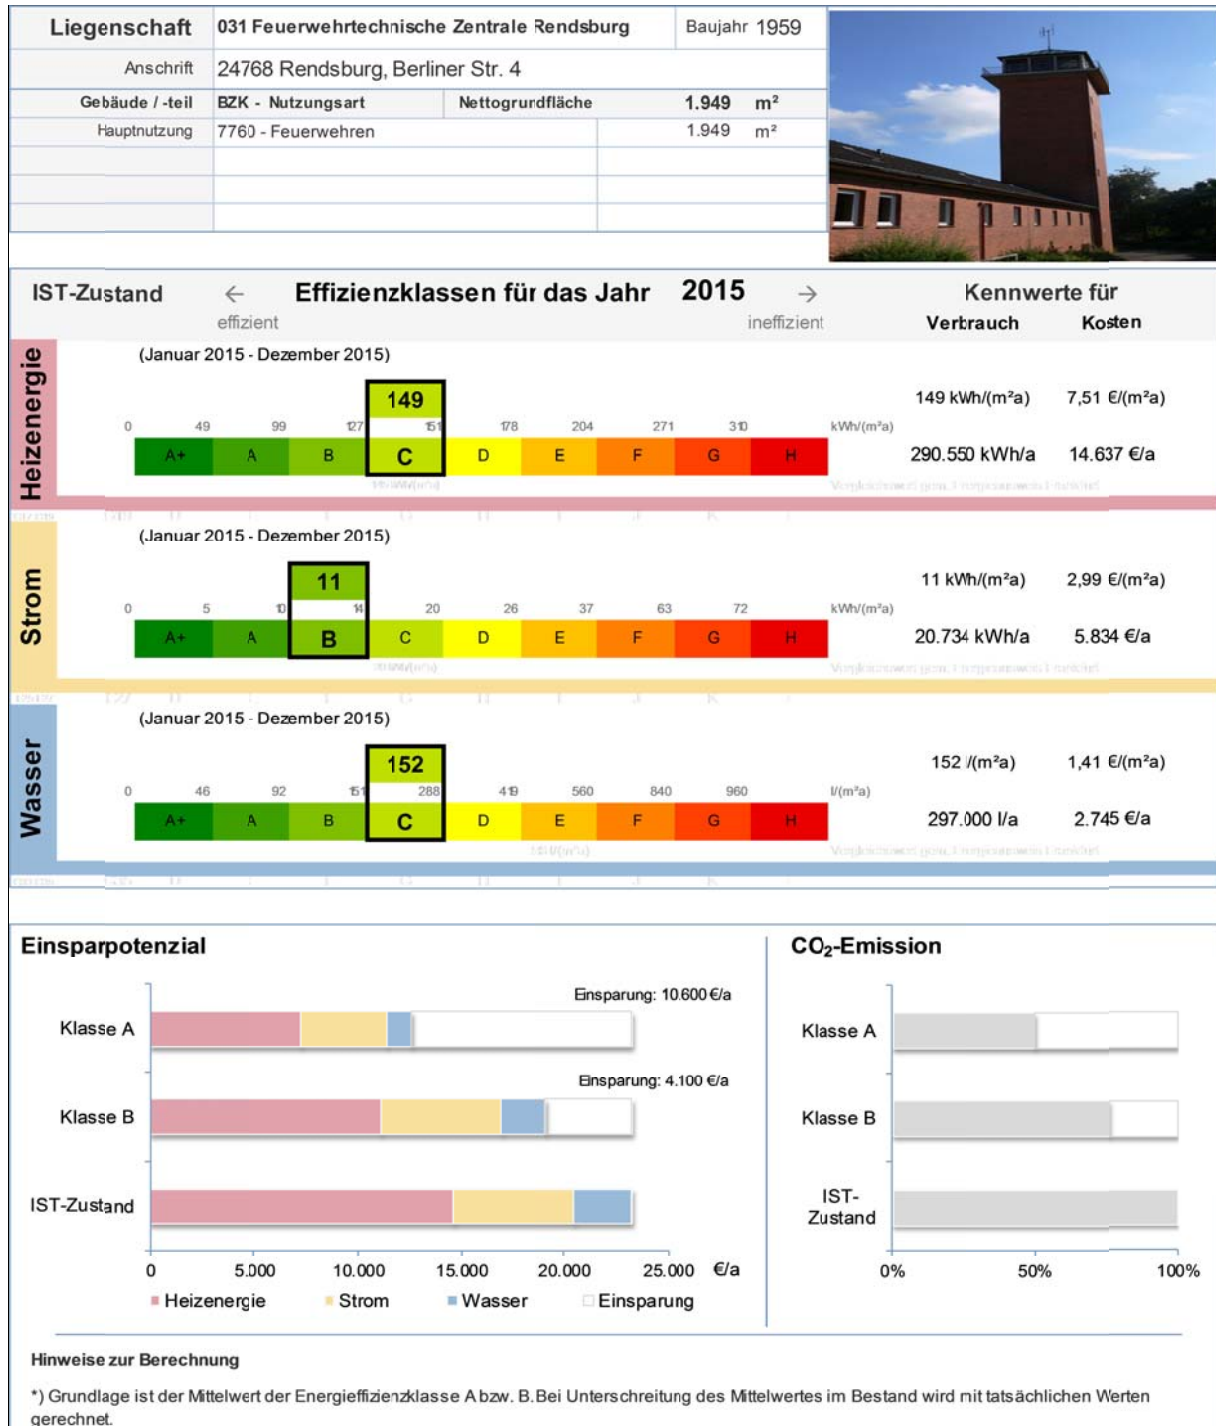 Liegenschaft 031 Feuerwehrtechnische Zentrale Rendsburg Baujahr 1959
Anschrift 24768 Rendsburg, Berliner Str. 4
Gebäude / -teil BZK - Nutzungsart Nettogrundfläche 1.949 m²
Hauptnutzung 7760 - Feuerwehren 1.949 m²
IST-Zustand ← Effizienzklassen für das Jahr 2015 → Kennwerte für
effizient ineffizient Verbrauch Kosten
Heizenergie
(Januar 2015 - Dezember 2015)
149 149 kWh/(m²a) 7,51 €/(m²a)
0 49 99 127 151 178 204 271 310 kWh/(m²a)
A+ A B C D E F G H 290.550 kWh/a 14.637 €/a
Strom
(Januar 2015 - Dezember 2015)
11 11 kWh/(m²a) 2,99 €/(m²a)
0 5 10 14 20 26 37 63 72 kWh/(m²a)
A+ A B C D E F G H 20.734 kWh/a 5.834 €/a
Wasser
(Januar 2015 - Dezember 2015)
152 152 l/(m²a) 1,41 €/(m²a)
0 46 92 151 288 419 560 840 960 l/(m²a)
A+ A B C D E F G H 297.000 l/a 2.745 €/a
Einsparpotenzial
Einsparung: 10.600 €/a
Klasse A
Einsparung: 4.100 €/a
Klasse B
IST-Zustand
0 5.000 10.000 15.000 20.000 25.000 €/a
Heizenergie Strom Wasser Einsparung
CO₂-Emission
Klasse A
Klasse B
IST-
Zustand
0% 50% 100%
Hinweise zur Berechnung
*) Grundlage ist der Mittelwert der Energieffizienzklasse A bzw. B. Bei Unterschreitung des Mittelwertes im Bestand wird mit tatsächlichen Werten
gerechnet.